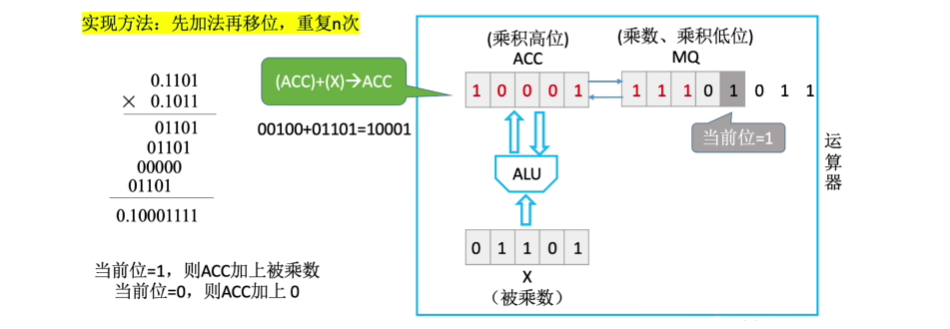 实现方法：先加法再移位，重复n次
0.1101
× 0.1011
01101
01101
00000
01101
0.10001111
当前位=1，则ACC加上被乘数
当前位=0，则ACC加上 0
(ACC)+(X)→ACC
00100+01101=10001
(乘积高位)
ACC
1 0 0 0 1
(乘数、乘积低位)
MQ
1 1 1 0 1 0 1 1
当前位=1
ALU
0 1 1 0 1
X
（被乘数）
运算器